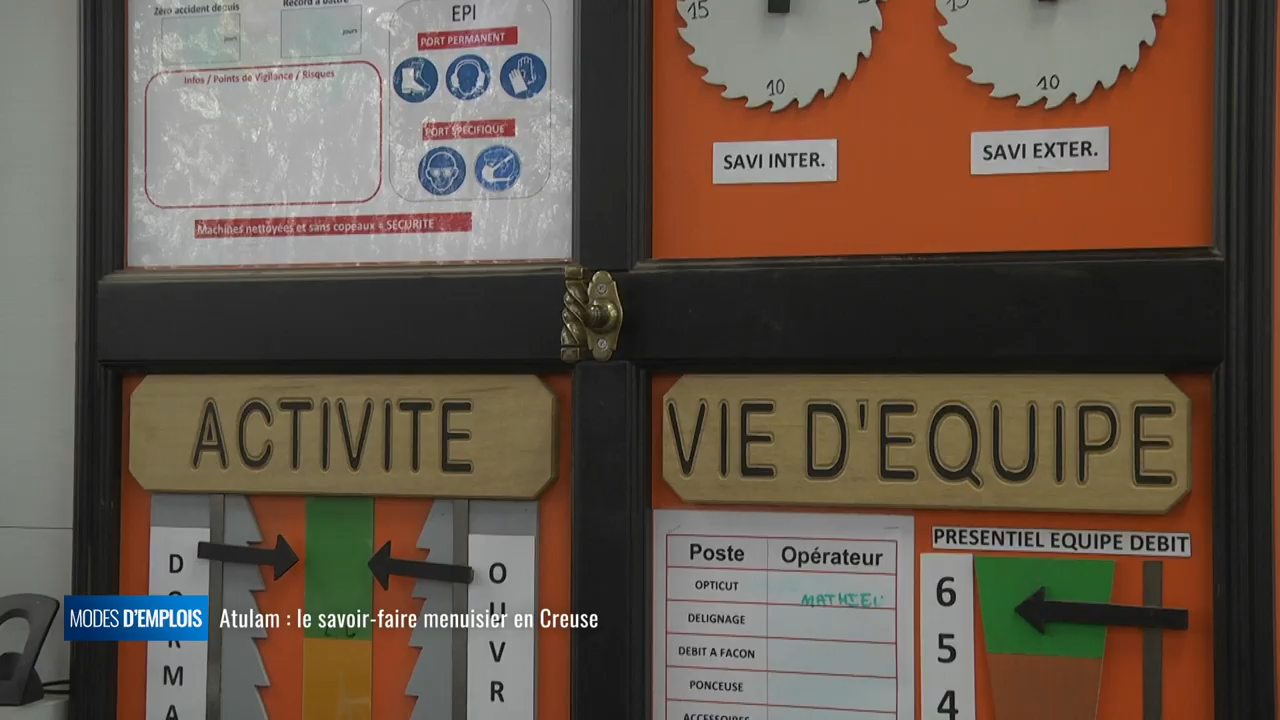 Zéro accident depuis
Record à battre
jours
jours
Infos / Points de Vigilance / Risques
EPI
PORT PERMANENT
PORT SPECIFIQUE
Machines nettoyées et sans copeaux = SECURITE
15
10
SAVI INTER.
15
10
SAVI EXTER.
ACTIVITE
VIE D'EQUIPE
D
O
R
M
A
O
U
V
R
Poste Opérateur
OPTICUT MATHIEU
DELIGNAGE
DEBIT A FACON
PONCEUSE
ACCESSOIRES
PRESENTIEL EQUIPE DEBIT
6
5
4
MODES D'EMPLOIS Atulam : le savoir-faire menuisier en Creuse